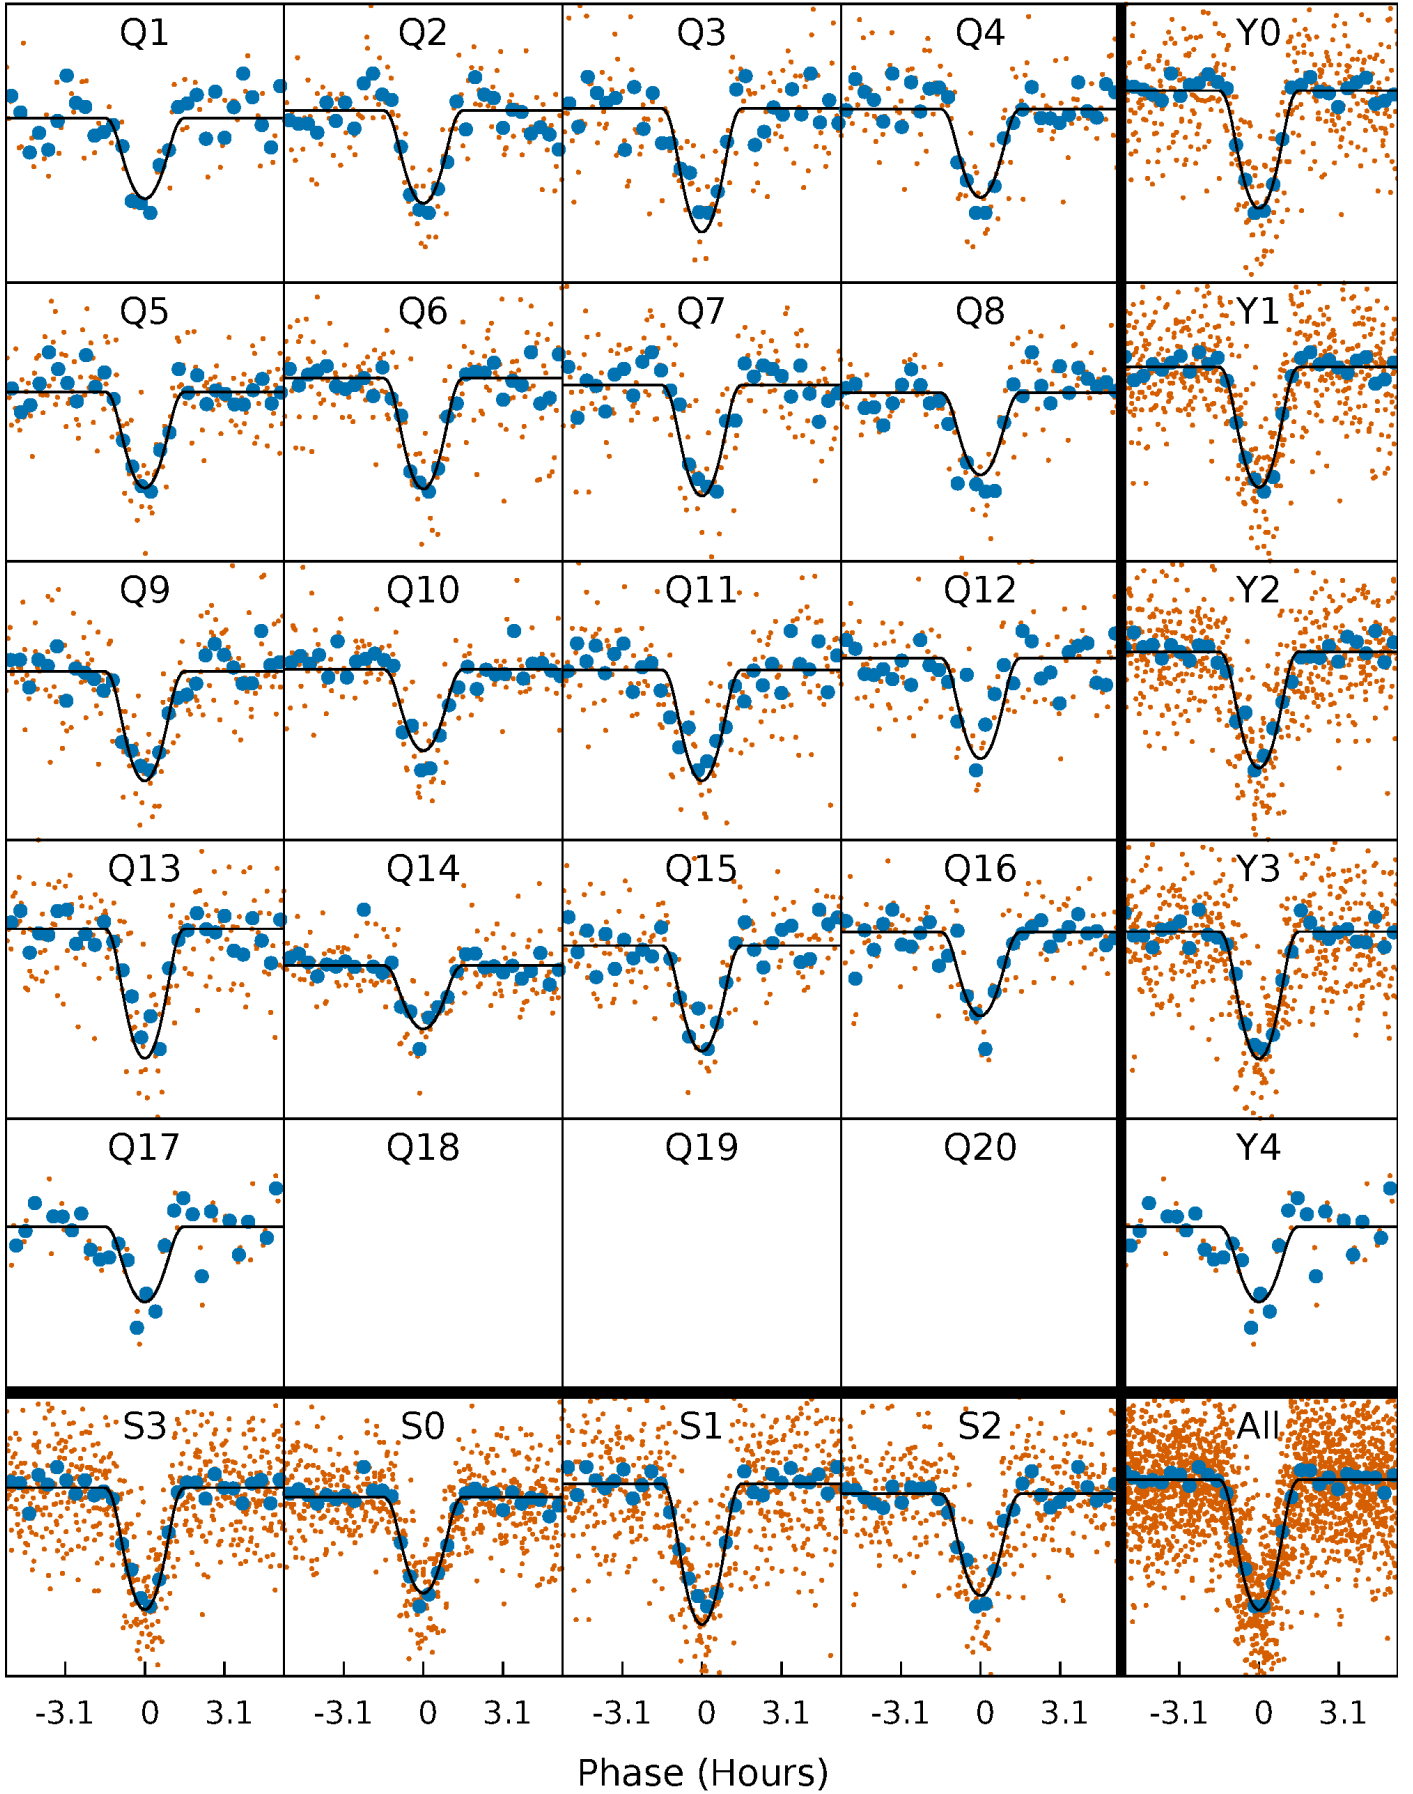 Q1 Q2 Q3 Q4 Y0
Q5 Q6 Q7 Q8 Y1
Q9 Q10 Q11 Q12 Y2
Q13 Q14 Q15 Q16 Y3
Q17 Q18 Q19 Q20 Y4
S3 S0 S1 S2 All
-3.1 0 3.1 -3.1 0 3.1 -3.1 0 3.1 -3.1 0 3.1 -3.1 0 3.1
Phase (Hours)